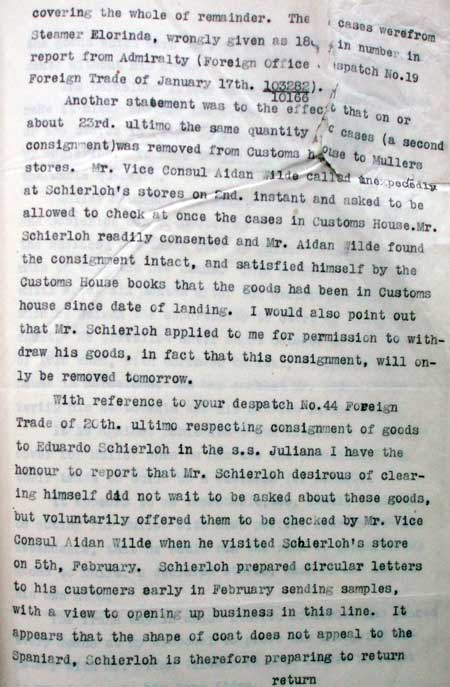 covering the whole of remainder. The cases werefrom
Steamer Elorinda, wrongly given as 18 in number in
report from Admiralty (Foreign Office Despatch No.19
Foreign Trade of January 17th. 103282).
10166
Another statement was to the effect that on or
about 23rd. ultimo the same quantity cases (a second
consignment)was removed from Customs house to Mullers
stores. Mr. Vice Consul Aidan Wilde called unexpededly
at Schierloh's stores on 2nd. instant and asked to be
allowed to check at once the cases in Customs House.Mr.
Schierloh readily consented and Mr. Aidan Wilde found
the consignment intact, and satisfied himself by the
Customs House books that the goods had been in Customs
house since date of landing. I would also point out
that Mr. Schierloh applied to me for permission to with-
draw his goods, in fact that this consignment, will on-
ly be removed tomorrow.
With reference to your despatch No.44 Foreign
Trade of 20th. ultimo respecting consignment of goods
to Eduardo Schierloh in the s.s. Juliana I have the
honour to report that Mr. Schierloh desirous of clear-
ing himself did not wait to be asked about these goods,
but voluntarily offered them to be checked by Mr. Vice
Consul Aidan Wilde when he visited Schierloh's store
on 5th, February. Schierloh prepared circular letters
to his customers early in February sending samples,
with a view to opening up business in this line. It
appears that the shape of coat does not appeal to the
Spaniard, Schierloh is therefore preparing to return
return